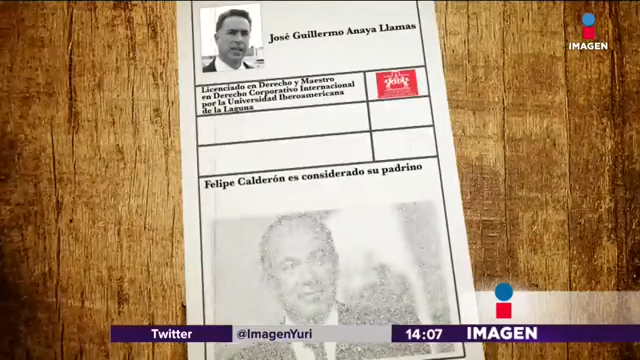 José Guillermo Anaya Llamas
IMAGEN
Licenciado en Derecho y Maestro
en Derecho Corporativo Internacional
por la Universidad Iberoamericana
de la Laguna
Felipe Calderón es considerado su padrino
Twitter @ImagenYuri 14:07 IMAGEN